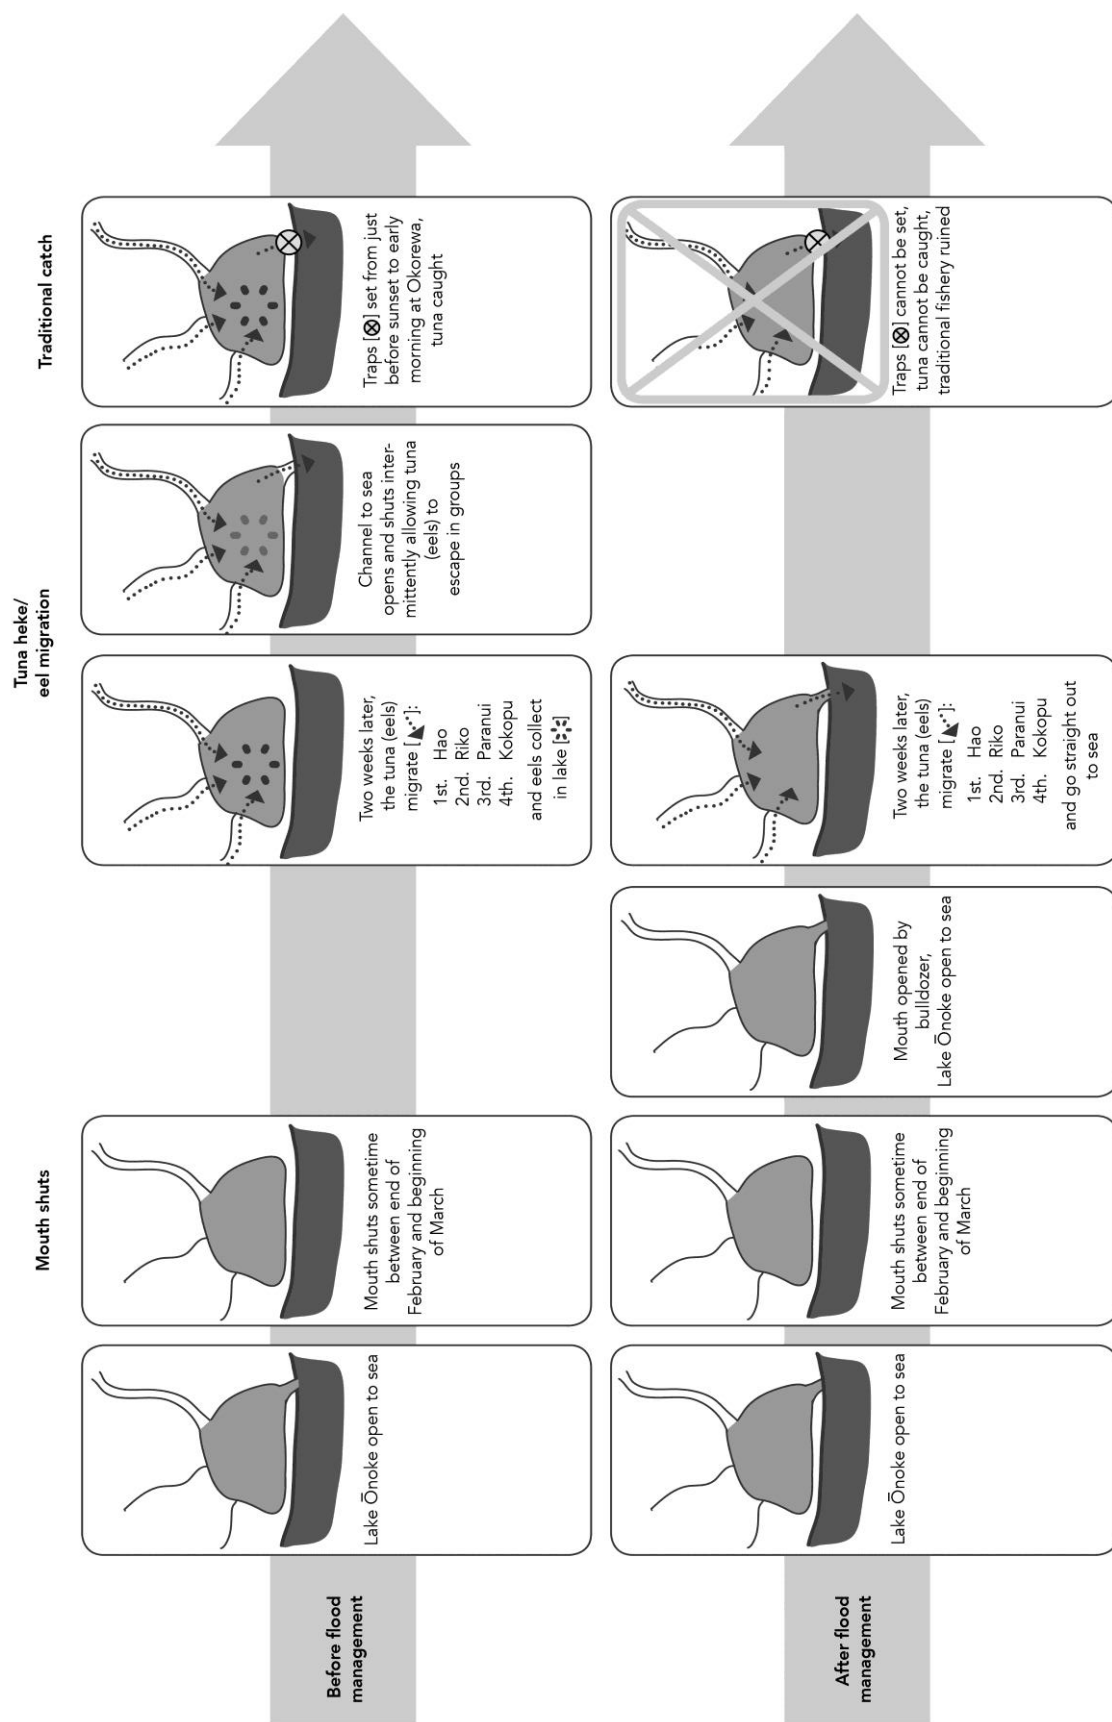 Mouth shuts
Tuna heke/
eel migration
Traditional catch
Before flood
management
Lake Ōnoke open to sea
Mouth shuts sometime
between end of
February and beginning
of March
Two weeks later,
the tuna (eels)
migrate [ ]:
1st. Hao
2nd. Riko
3rd. Paranui
4th. Kokopu
and eels collect
in lake [ ]
Channel to sea
opens and shuts inter-
mittently allowing tuna
(eels) to
escape in groups
Traps [⊗] set from just
before sunset to early
morning at Okorewa,
tuna caught
After flood
management
Lake Ōnoke open to sea
Mouth shuts sometime
between end of
February and beginning
of March
Mouth opened by
bulldozer,
Lake Ōnoke open to sea
Two weeks later,
the tuna (eels)
migrate [ ]:
1st. Hao
2nd. Riko
3rd. Paranui
4th. Kokopu
and go straight out
to sea
Traps [⊗] cannot be set,
tuna cannot be caught,
traditional fishery ruined